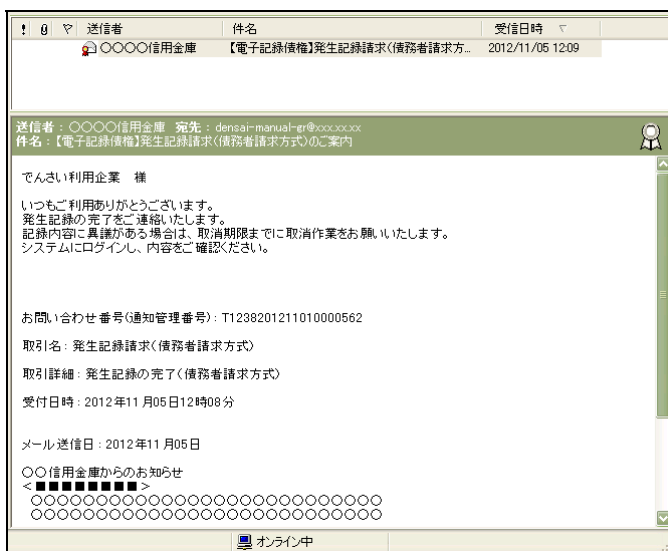 ! 送信者 件名 受信日時
〇〇〇〇信用金庫 【電子記録債権】発生記録請求(債務者請求方... 2012/11/05 12:09
送信者：〇〇〇〇信用金庫 宛先：densai-manual-gr@xxx.xx.xx
件名：【電子記録債権】発生記録請求(債務者請求方式)のご案内
でんさい利用企業 様
いつもご利用ありがとうございます。
発生記録の完了をご連絡いたします。
記録内容に異議がある場合は、取消期限までに取消作業をお願いいたします。
システムにログインし、内容をご確認ください。
お問い合わせ番号(通知管理番号)：T1238201211010000562
取引名：発生記録請求(債務者請求方式)
取引詳細：発生記録の完了(債務者請求方式)
受付日時：2012年11月05日12時08分
メール送信日：2012年11月05日
〇〇信用金庫からのお知らせ
<■■■■■■■■>
〇〇〇〇〇〇〇〇〇〇〇〇〇〇〇〇〇〇〇〇〇〇〇〇〇〇〇
〇〇〇〇〇〇〇〇〇〇〇〇〇〇〇〇〇〇〇〇〇〇〇〇〇〇〇
オンライン中